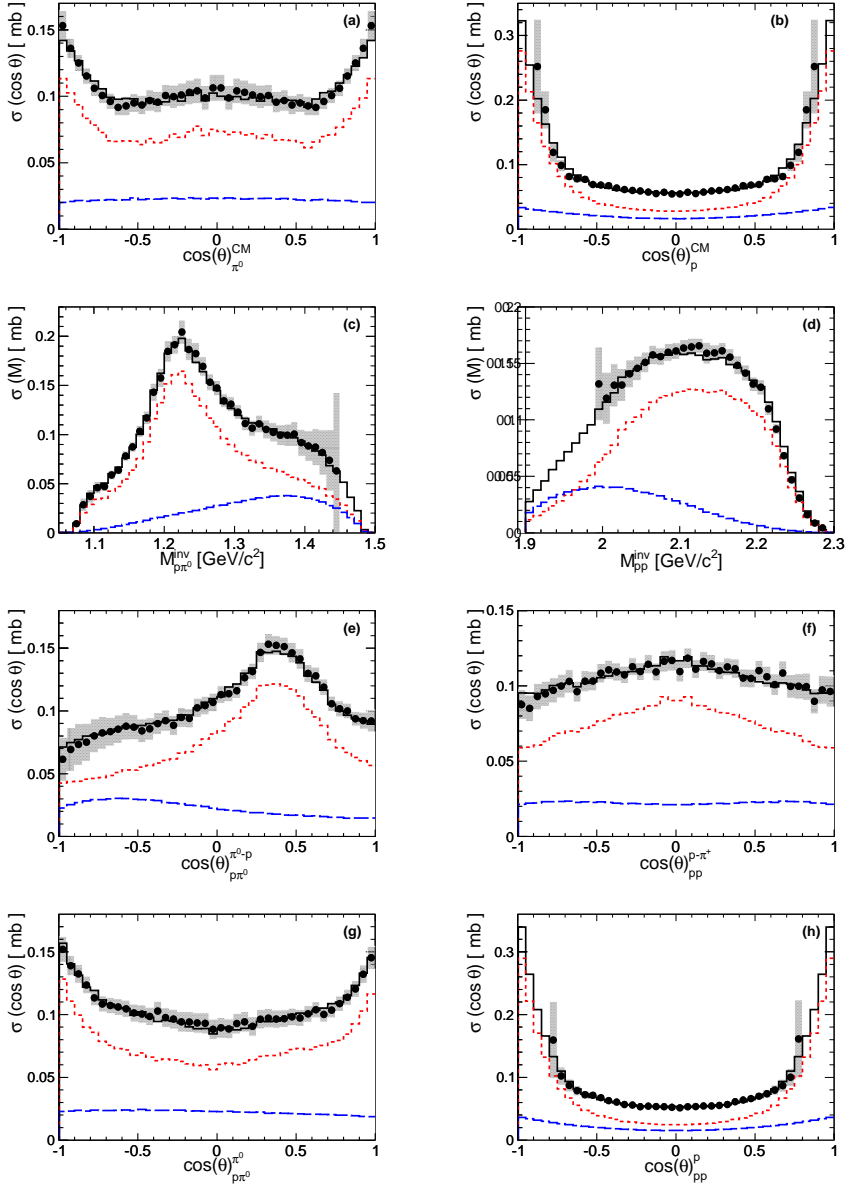 (a)
σ (cos θ) [ mb ]
0.15
0.1
0.05
0
-1 -0.5 0 0.5 1
cos(θ)^CM_π⁰
(b)
σ (cos θ) [ mb ]
0.3
0.2
0.1
0
-1 -0.5 0 0.5 1
cos(θ)^CM_p
(c)
σ (M) [ mb ]
0.2
0.15
0.1
0.05
0
1.1 1.2 1.3 1.4 1.5
M^inv_pπ⁰ [GeV/c²]
(d)
σ (M) [ mb ]
1.9 2 2.1 2.2 2.3
M^inv_pp [GeV/c²]
(e)
σ (cos θ) [ mb ]
0.15
0.1
0.05
0
-1 -0.5 0 0.5 1
cos(θ)^π⁰-p_pπ⁰
(f)
σ (cos θ) [ mb ]
0.15
0.1
0.05
0
-1 -0.5 0 0.5 1
cos(θ)^p-π⁺_pp
(g)
σ (cos θ) [ mb ]
0.15
0.1
0.05
0
-1 -0.5 0 0.5 1
cos(θ)^π⁰_pπ⁰
(h)
σ (cos θ) [ mb ]
0.3
0.2
0.1
0
-1 -0.5 0 0.5 1
cos(θ)^p_pp